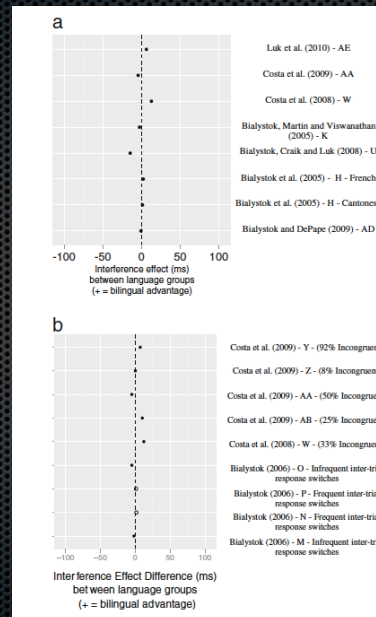 a
Luk et al. (2010) - AE
Costa et al. (2009) - AA
Costa et al. (2008) - W
Bialystok, Martin and Viswanathan
(2005) - K
Bialystok, Craik and Luk (2008) - U
Bialystok et al. (2005) - H - French
Bialystok et al. (2005) - H - Cantones
Bialystok and DePape (2009) - AD
-100 -50 0 50 100
Interference effect (ms)
between language groups
(+ = bilingual advantage)
b
Costa et al. (2009) - Y - (92% Incongruen
Costa et al. (2009) - Z - (8% Incongruent
Costa et al. (2009) - AA - (50% Incongrue
Costa et al. (2009) - AB - (25% Incongrue
Costa et al. (2008) - W - (33% Incongruen
Bialystok (2006) - O - Infrequent inter-tri
response switches
Bialystok (2006) - P - Frequent inter-tria
response switches
Bialystok (2006) - N - Frequent inter-tria
response switches
Bialystok (2006) - M - Infrequent inter-tr
response switches
-100 -50 0 50 100
Interference Effect Difference (ms)
between language groups
(+ = bilingual advantage)